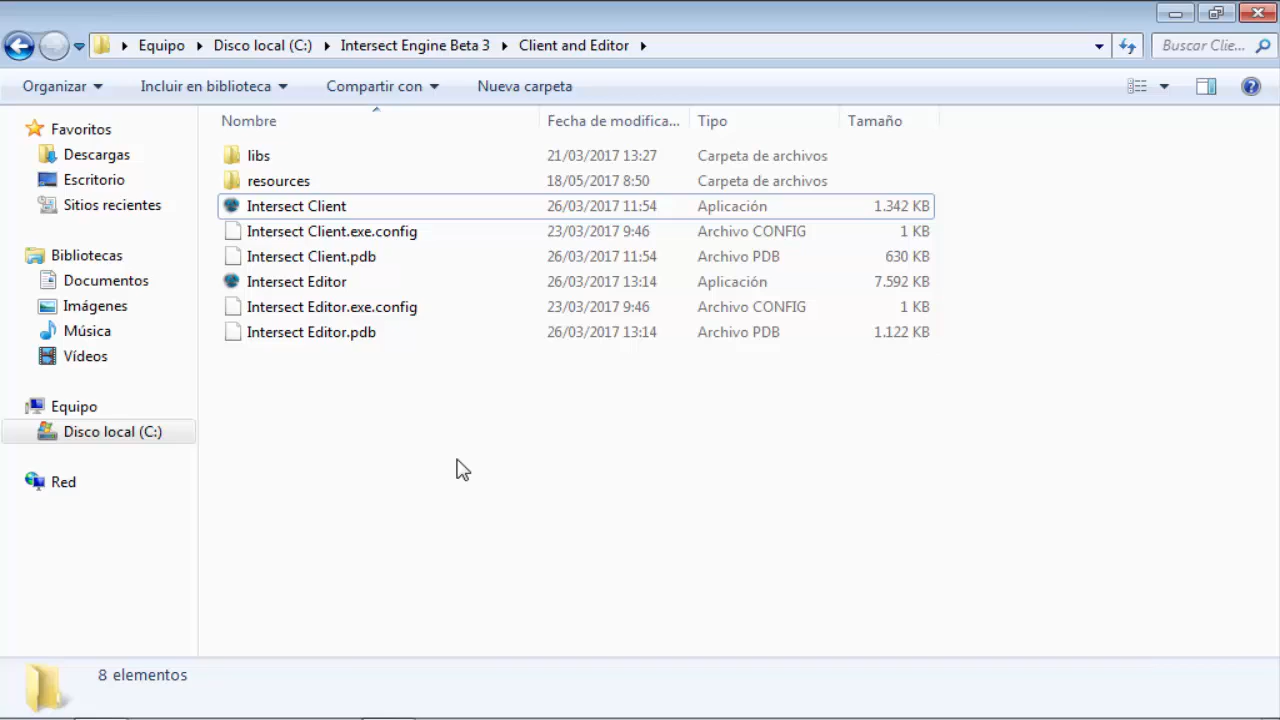 Equipo Disco local (C:) Intersect Engine Beta 3 Client and Editor Buscar Clie...
Organizar Incluir en biblioteca Compartir con Nueva carpeta
Nombre Fecha de modifica... Tipo Tamaño
Favoritos
Descargas
Escritorio
Sitios recientes
Bibliotecas
Documentos
Imágenes
Música
Vídeos
Equipo
Disco local (C:)
Red
libs 21/03/2017 13:27 Carpeta de archivos
resources 18/05/2017 8:50 Carpeta de archivos
Intersect Client 26/03/2017 11:54 Aplicación 1.342 KB
Intersect Client.exe.config 23/03/2017 9:46 Archivo CONFIG 1 KB
Intersect Client.pdb 26/03/2017 11:54 Archivo PDB 630 KB
Intersect Editor 26/03/2017 13:14 Aplicación 7.592 KB
Intersect Editor.exe.config 23/03/2017 9:46 Archivo CONFIG 1 KB
Intersect Editor.pdb 26/03/2017 13:14 Archivo PDB 1.122 KB
8 elementos